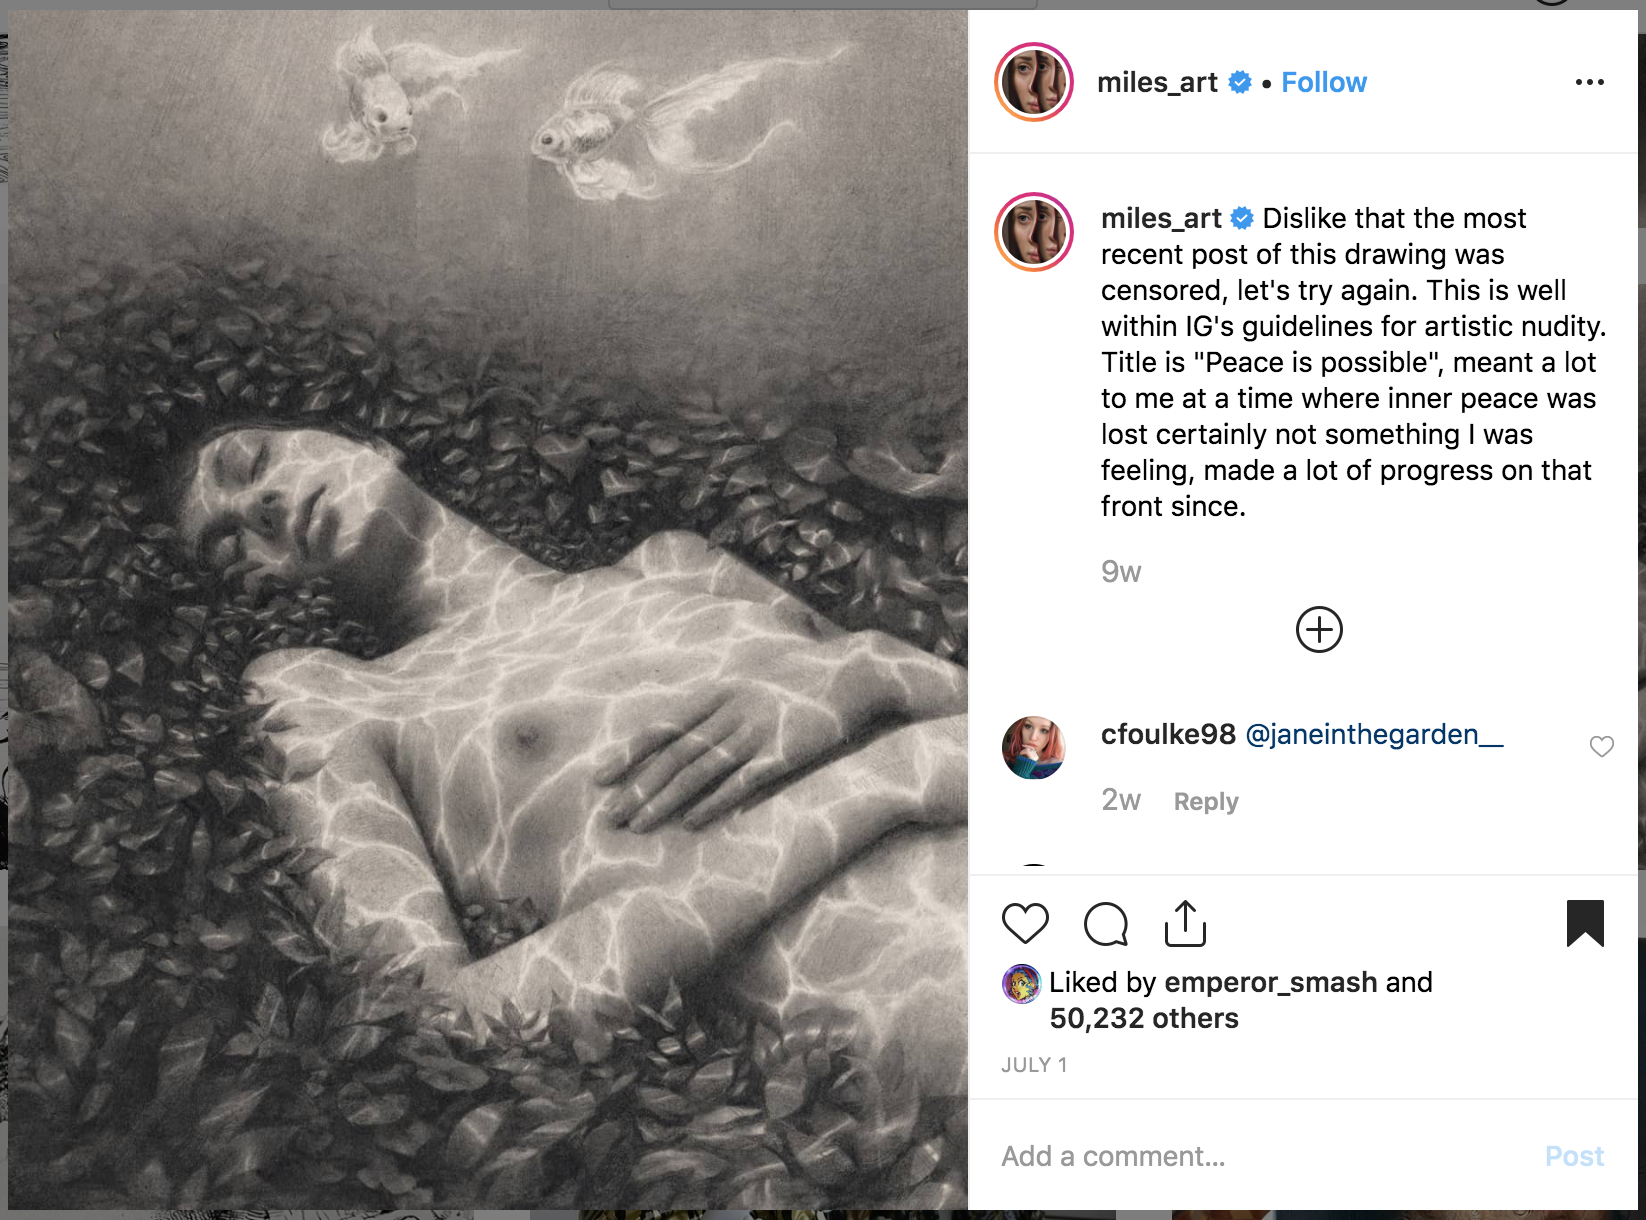 miles_art • Follow
miles_art Dislike that the most
recent post of this drawing was
censored, let's try again. This is well
within IG's guidelines for artistic nudity.
Title is "Peace is possible", meant a lot
to me at a time where inner peace was
lost certainly not something I was
feeling, made a lot of progress on that
front since.
9w
cfoulke98 @janeinthegarden__
2w Reply
Liked by emperor_smash and
50,232 others
JULY 1
Add a comment... Post